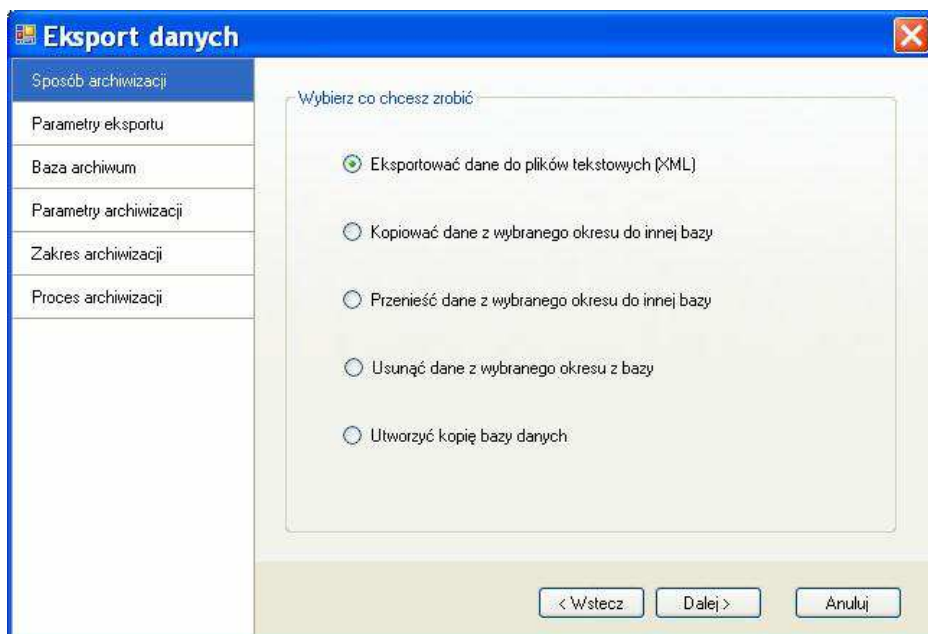 Eksport danych
Sposób archiwizacji
Parametry eksportu
Baza archiwum
Parametry archiwizacji
Zakres archiwizacji
Proces archiwizacji
Wybierz co chcesz zrobić
Eksportować dane do plików tekstowych (XML)
Kopiować dane z wybranego okresu do innej bazy
Przenieść dane z wybranego okresu do innej bazy
Usunąć dane z wybranego okresu z bazy
Utworzyć kopię bazy danych
< Wstecz
Dalej >
Anuluj